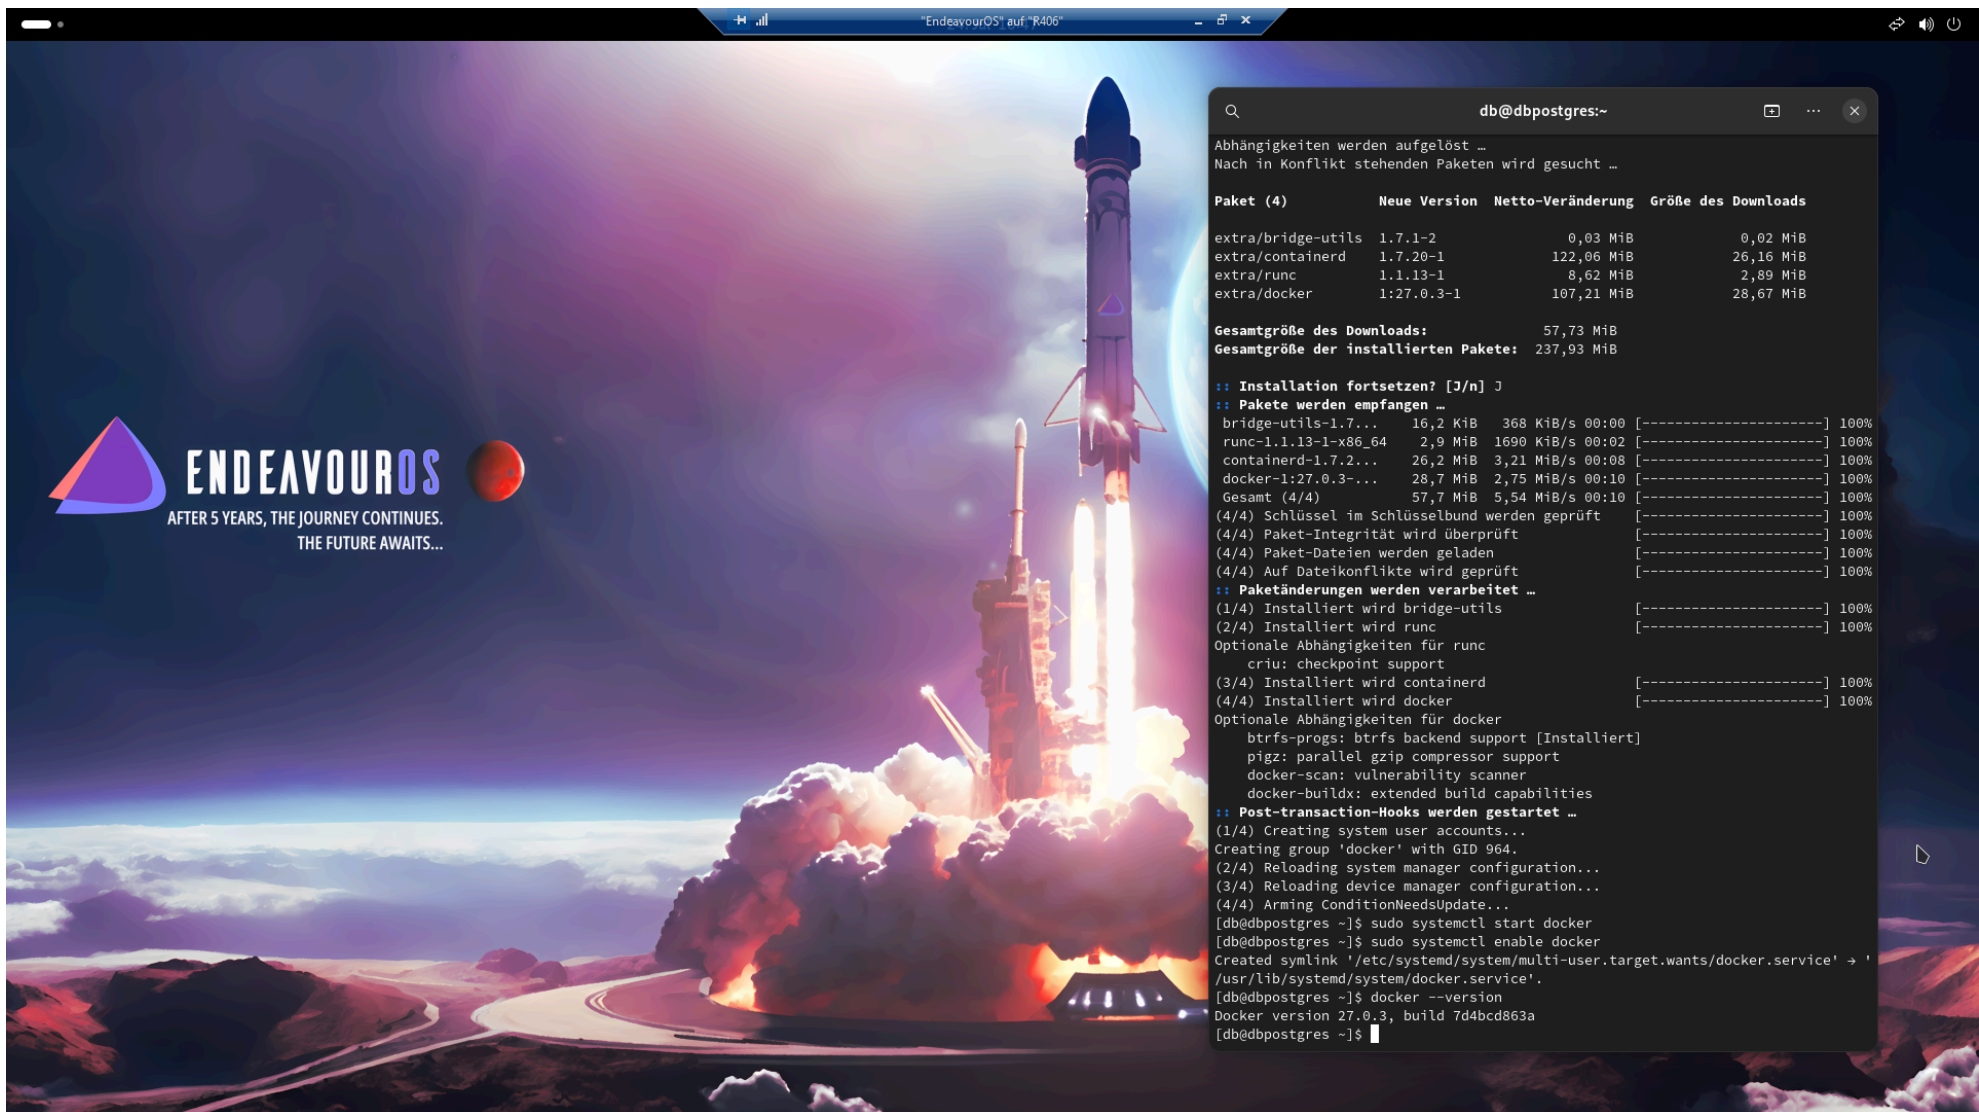 "EndeavourOS" auf "R406"
ENDEAVOUROS
AFTER 5 YEARS, THE JOURNEY CONTINUES.
THE FUTURE AWAITS...
db@dbpostgres:~
Abhängigkeiten werden aufgelöst …
Nach in Konflikt stehenden Paketen wird gesucht …
Paket (4) Neue Version Netto-Veränderung Größe des Downloads
extra/bridge-utils 1.7.1-2 0,03 MiB 0,02 MiB
extra/containerd 1.7.20-1 122,06 MiB 26,16 MiB
extra/runc 1.1.13-1 8,62 MiB 2,89 MiB
extra/docker 1:27.0.3-1 107,21 MiB 28,67 MiB
Gesamtgröße des Downloads: 57,73 MiB
Gesamtgröße der installierten Pakete: 237,93 MiB
:: Installation fortsetzen? [J/n] J
:: Pakete werden empfangen …
bridge-utils-1.7... 16,2 KiB 368 KiB/s 00:00 [----------------------] 100%
runc-1.1.13-1-x86_64 2,9 MiB 1690 KiB/s 00:02 [----------------------] 100%
containerd-1.7.2... 26,2 MiB 3,21 MiB/s 00:08 [----------------------] 100%
docker-1:27.0.3-... 28,7 MiB 2,75 MiB/s 00:10 [----------------------] 100%
Gesamt (4/4) 57,7 MiB 5,54 MiB/s 00:10 [----------------------] 100%
(4/4) Schlüssel im Schlüsselbund werden geprüft [----------------------] 100%
(4/4) Paket-Integrität wird überprüft [----------------------] 100%
(4/4) Paket-Dateien werden geladen [----------------------] 100%
(4/4) Auf Dateikonflikte wird geprüft [----------------------] 100%
:: Paketänderungen werden verarbeitet …
(1/4) Installiert wird bridge-utils [----------------------] 100%
(2/4) Installiert wird runc [----------------------] 100%
Optionale Abhängigkeiten für runc
criu: checkpoint support
(3/4) Installiert wird containerd [----------------------] 100%
(4/4) Installiert wird docker [----------------------] 100%
Optionale Abhängigkeiten für docker
btrfs-progs: btrfs backend support [Installiert]
pigz: parallel gzip compressor support
docker-scan: vulnerability scanner
docker-buildx: extended build capabilities
:: Post-transaction-Hooks werden gestartet …
(1/4) Creating system user accounts...
Creating group 'docker' with GID 964.
(2/4) Reloading system manager configuration...
(3/4) Reloading device manager configuration...
(4/4) Arming ConditionNeedsUpdate...
[db@dbpostgres ~]$ sudo systemctl start docker
[db@dbpostgres ~]$ sudo systemctl enable docker
Created symlink '/etc/systemd/system/multi-user.target.wants/docker.service' → '
/usr/lib/systemd/system/docker.service'.
[db@dbpostgres ~]$ docker --version
Docker version 27.0.3, build 7d4bcd863a
[db@dbpostgres ~]$